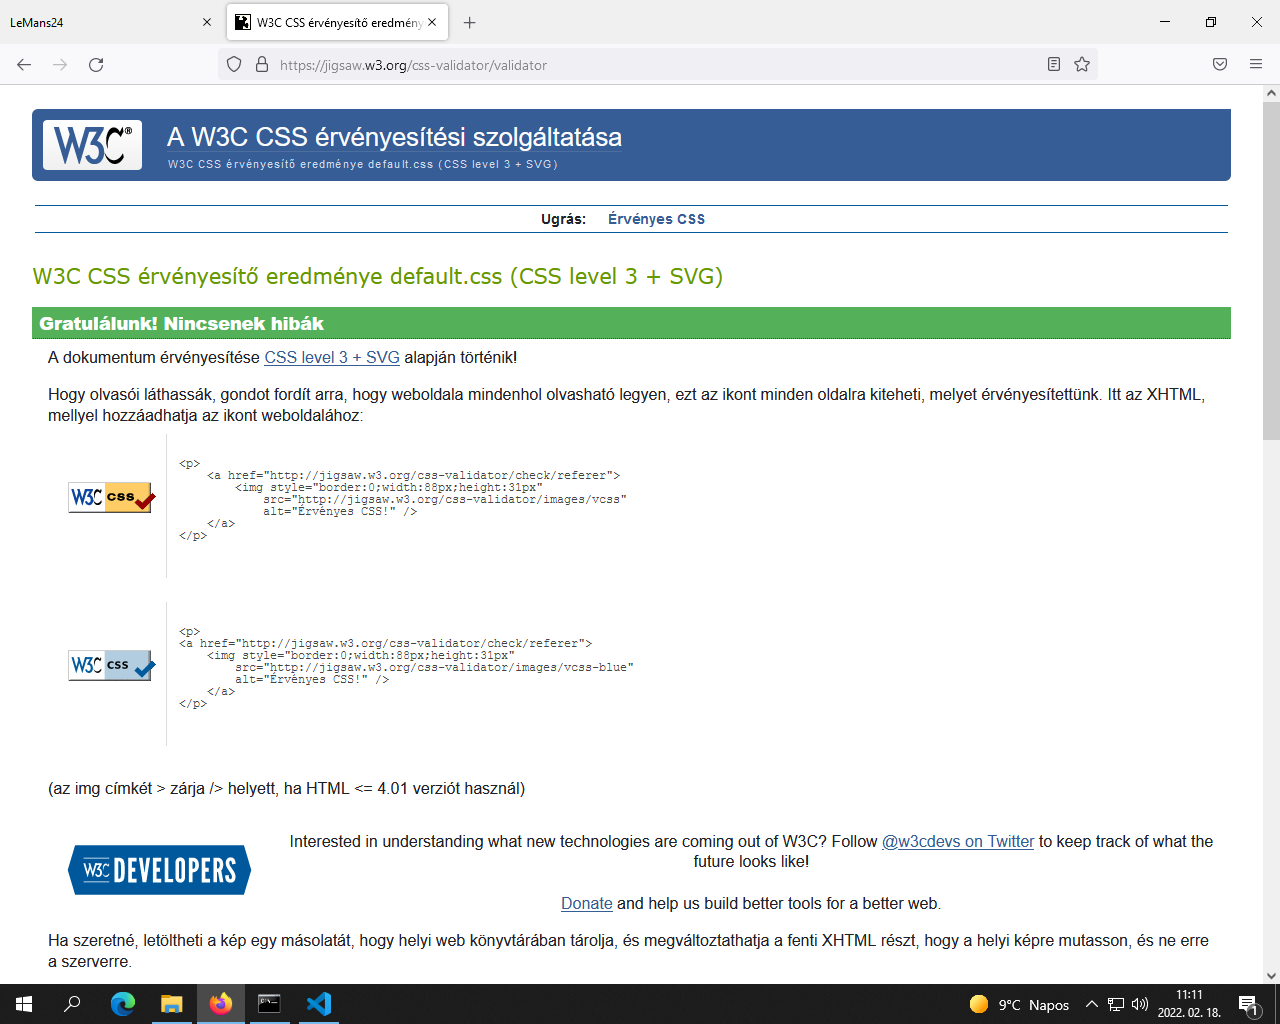 LeMans24
W3C CSS érvényesítő eredmény
https://jigsaw.w3.org/css-validator/validator
W3C®
A W3C CSS érvényesítési szolgáltatása
W3C CSS érvényesítő eredménye default.css (CSS level 3 + SVG)
Ugrás: Érvényes CSS
W3C CSS érvényesítő eredménye default.css (CSS level 3 + SVG)
Gratulálunk! Nincsenek hibák
A dokumentum érvényesítése CSS level 3 + SVG alapján történik!
Hogy olvasói láthassák, gondot fordít arra, hogy weboldala mindenhol olvasható legyen, ezt az ikont minden oldalra kiteheti, melyet érvényesítettünk. Itt az XHTML,
mellyel hozzáadhatja az ikont weboldalához:
W3C css
<p>
<a href="http://jigsaw.w3.org/css-validator/check/referer">
<img style="border:0;width:88px;height:31px"
src="http://jigsaw.w3.org/css-validator/images/vcss"
alt="Érvényes CSS!" />
</a>
</p>
W3C css
<p>
<a href="http://jigsaw.w3.org/css-validator/check/referer">
<img style="border:0;width:88px;height:31px"
src="http://jigsaw.w3.org/css-validator/images/vcss-blue"
alt="Érvényes CSS!" />
</a>
</p>
(az img címkét > zárja /> helyett, ha HTML <= 4.01 verziót használ)
W3C DEVELOPERS
Interested in understanding what new technologies are coming out of W3C? Follow @w3cdevs on Twitter to keep track of what the
future looks like!
Donate and help us build better tools for a better web.
Ha szeretné, letöltheti a kép egy másolatát, hogy helyi web könyvtárában tárolja, és megváltoztathatja a fenti XHTML részt, hogy a helyi képre mutasson, és ne erre
a szerverre.
9°C Napos
11:11
2022. 02. 18.
1